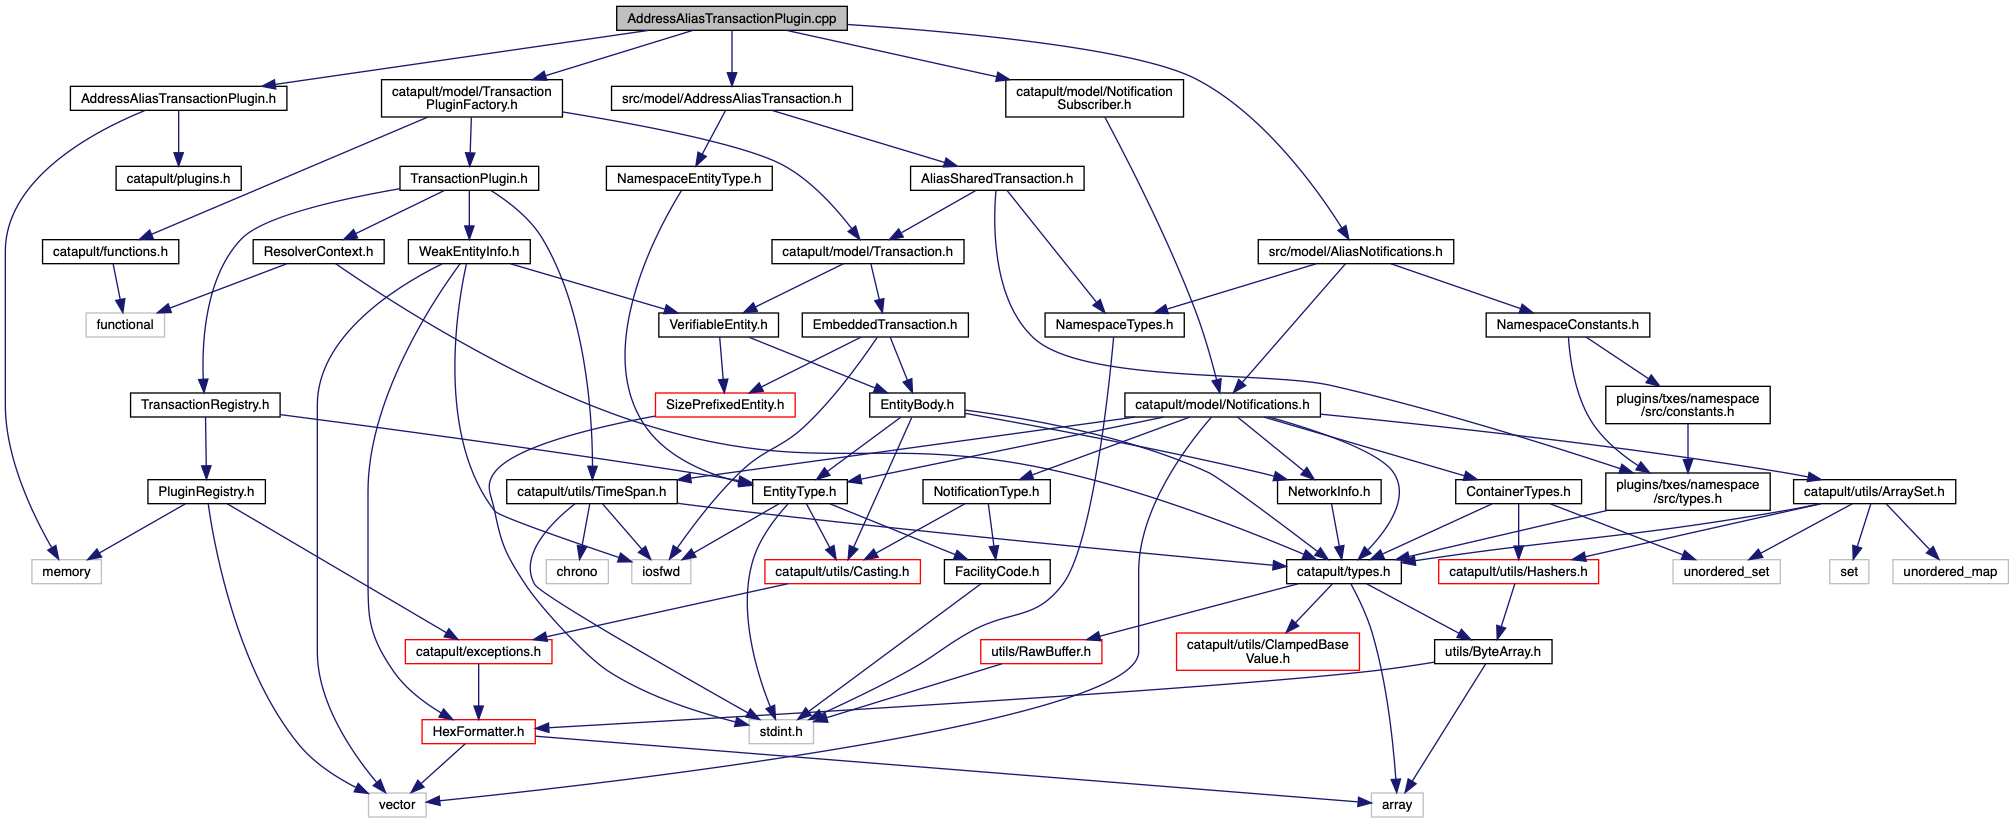 AddressAliasTransactionPlugin.cpp
AddressAliasTransactionPlugin.h
catapult/model/Transaction
PluginFactory.h
src/model/AddressAliasTransaction.h
catapult/model/Notification
Subscriber.h
catapult/plugins.h
TransactionPlugin.h
NamespaceEntityType.h
AliasSharedTransaction.h
catapult/functions.h
ResolverContext.h
WeakEntityInfo.h
catapult/model/Transaction.h
src/model/AliasNotifications.h
functional
VerifiableEntity.h
EmbeddedTransaction.h
NamespaceTypes.h
NamespaceConstants.h
TransactionRegistry.h
SizePrefixedEntity.h
EntityBody.h
catapult/model/Notifications.h
plugins/txes/namespace
/src/constants.h
PluginRegistry.h
catapult/utils/TimeSpan.h
EntityType.h
NotificationType.h
NetworkInfo.h
ContainerTypes.h
plugins/txes/namespace
/src/types.h
catapult/utils/ArraySet.h
memory
chrono
iosfwd
catapult/utils/Casting.h
FacilityCode.h
catapult/types.h
catapult/utils/Hashers.h
unordered_set
set
unordered_map
catapult/exceptions.h
utils/RawBuffer.h
catapult/utils/ClampedBase
Value.h
utils/ByteArray.h
HexFormatter.h
stdint.h
vector
array